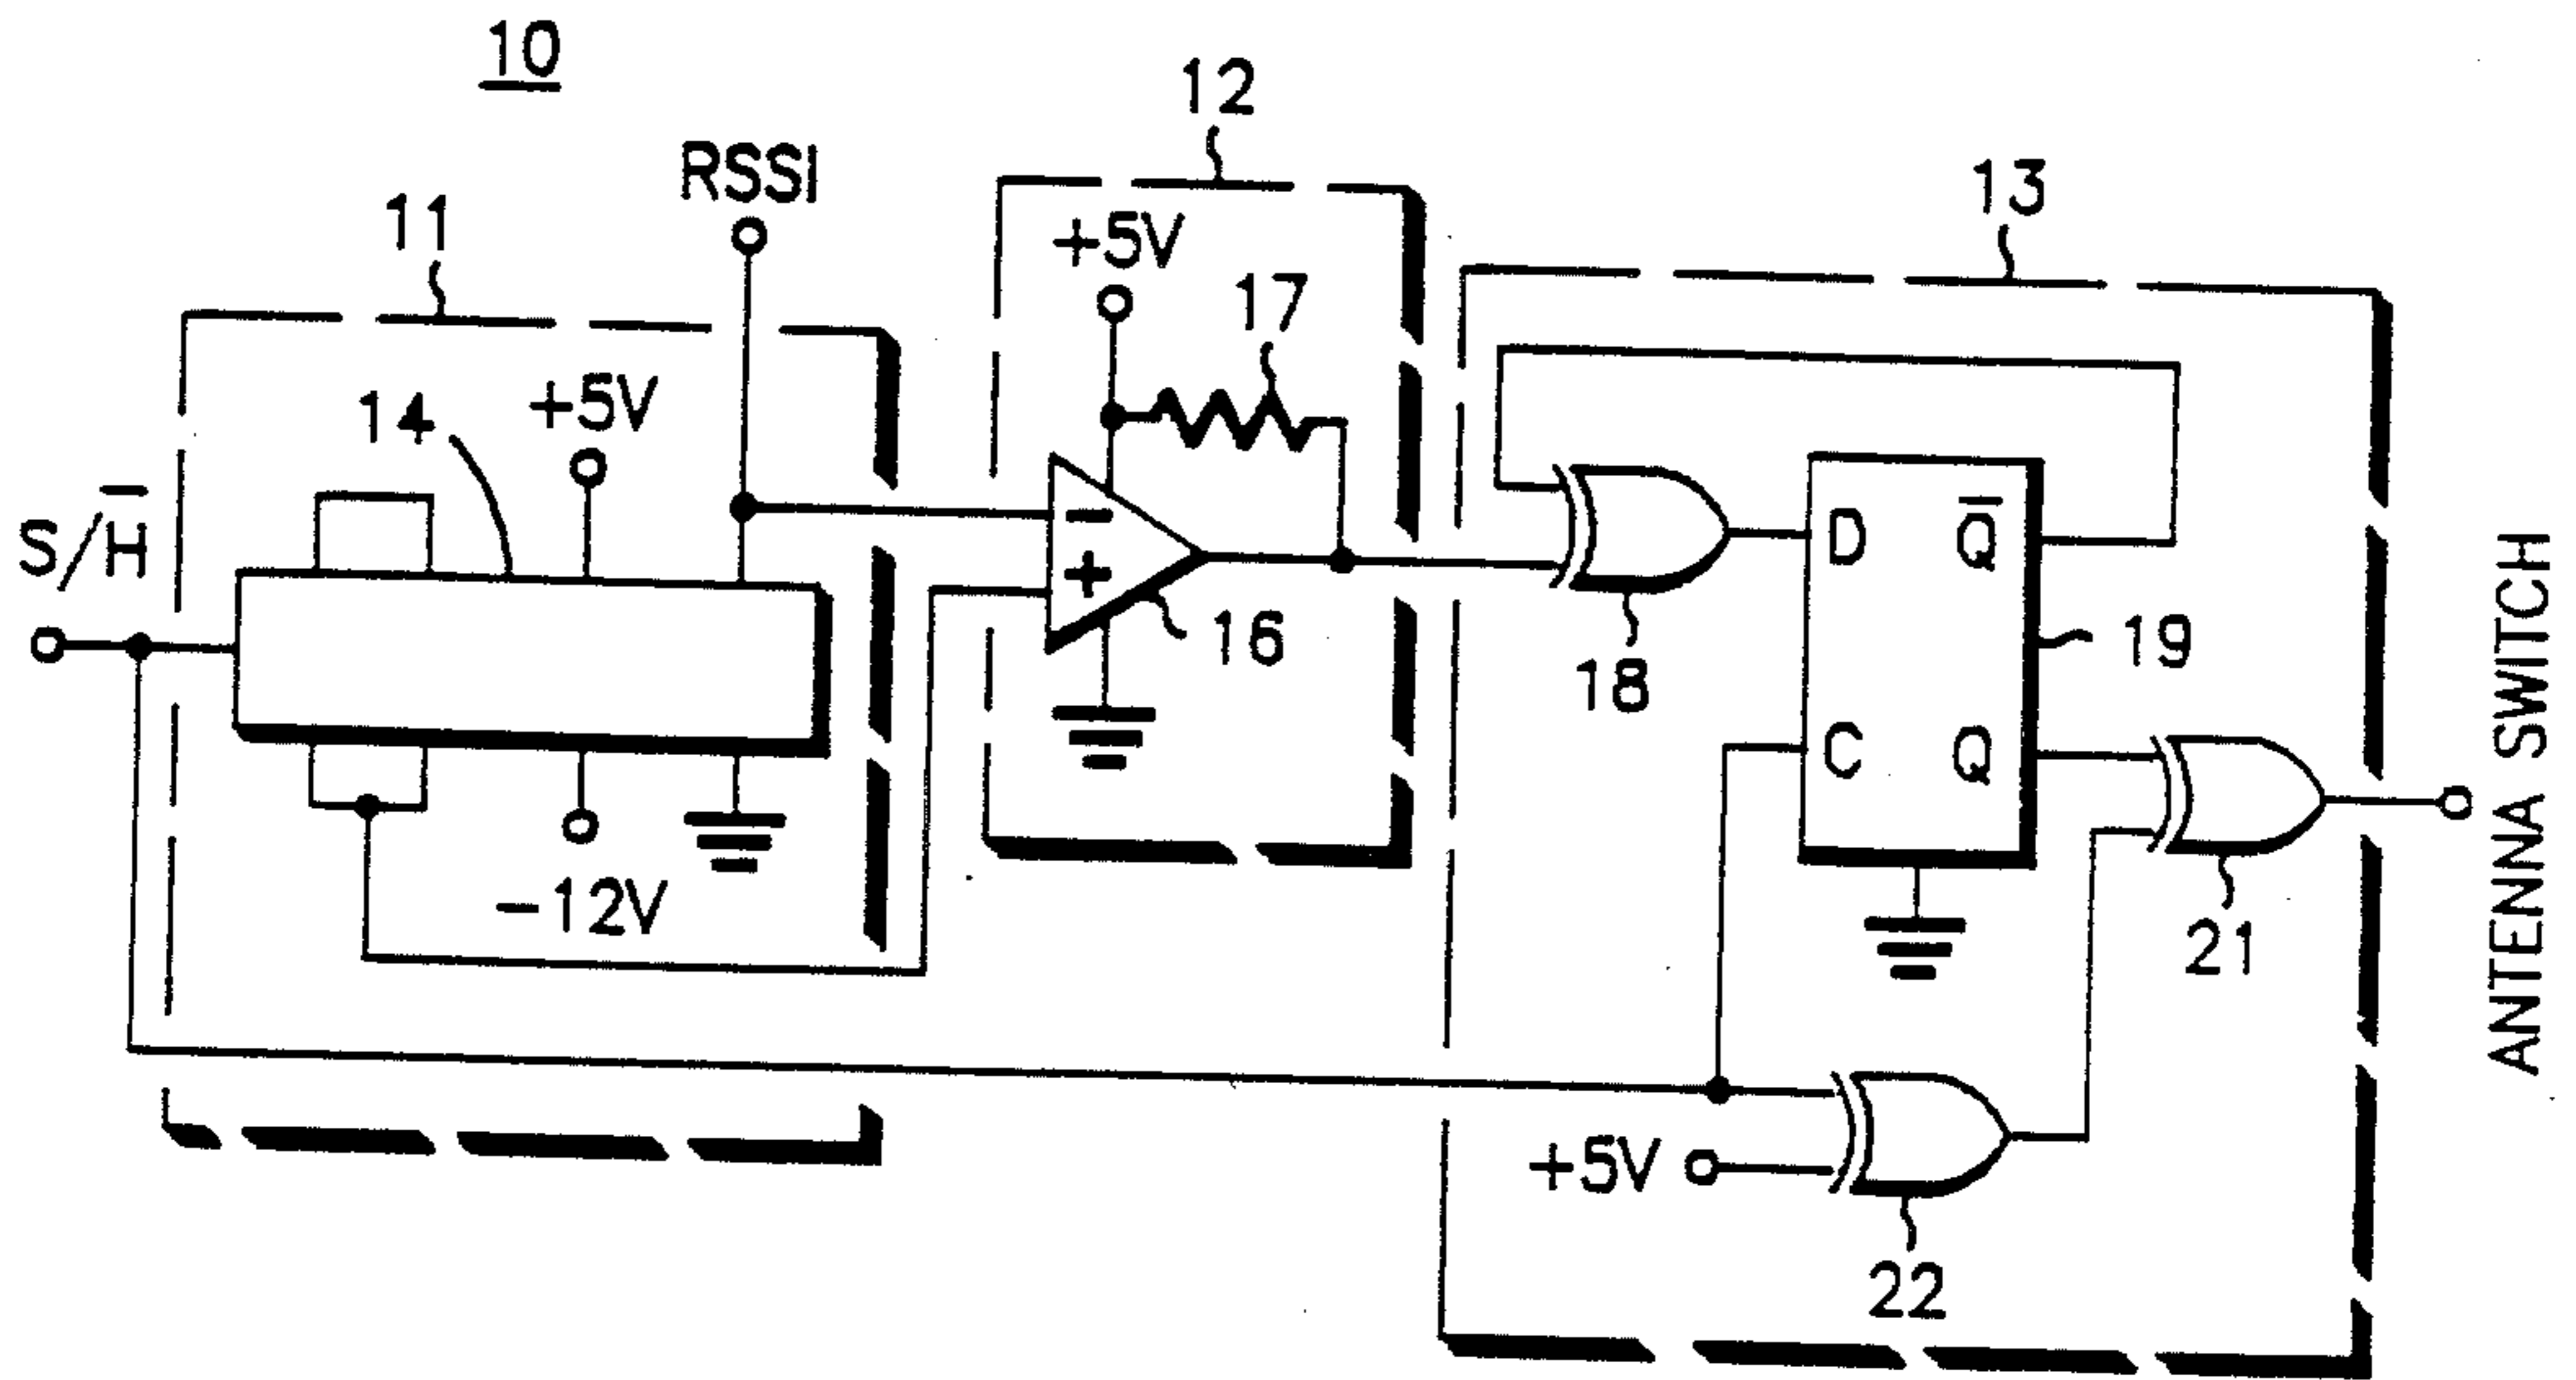 10
12
RSSI
13
11
+5V
17
14
+5V
S/H̅
−
+
16
D
Q̅
19
18
C
Q
−12V
21
+5V
22
ANTENNA SWITCH